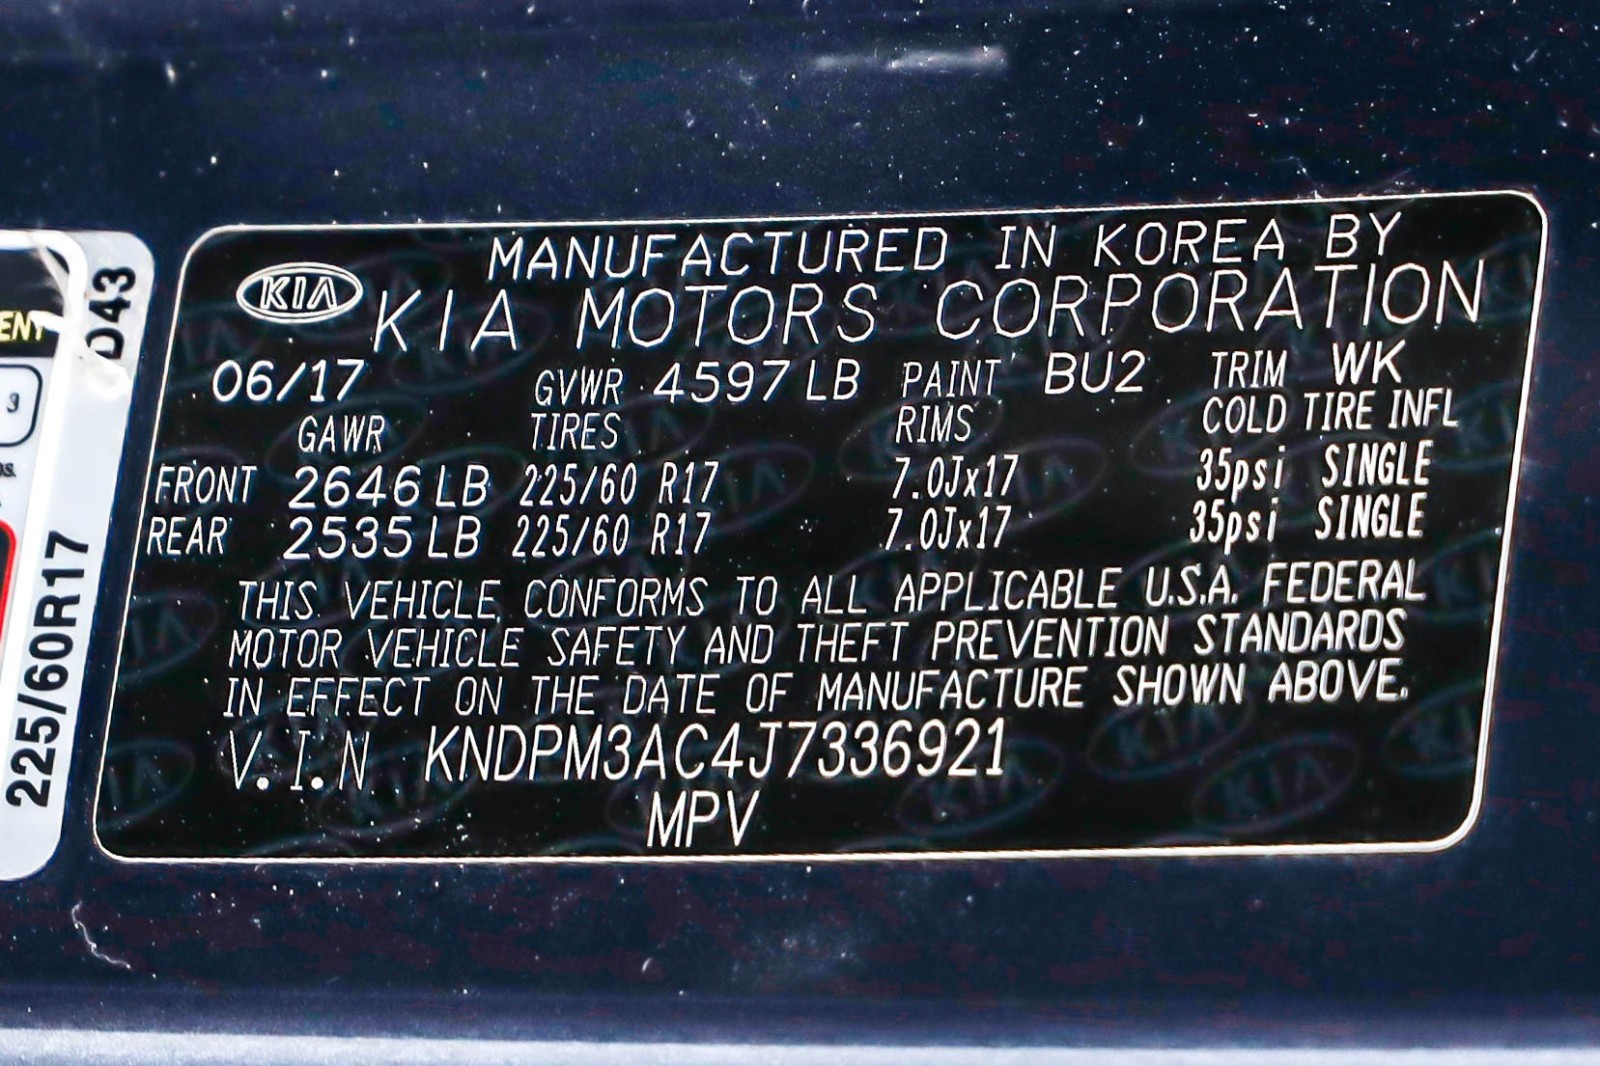 MANUFACTURED IN KOREA BY
KIA KIA MOTORS CORPORATION
06/17 GVWR 4597 LB PAINT BU2 TRIM WK
GAWR TIRES RIMS COLD TIRE INFL
FRONT 2646 LB 225/60 R17 7.0Jx17 35psi SINGLE
REAR 2535 LB 225/60 R17 7.0Jx17 35psi SINGLE
THIS VEHICLE CONFORMS TO ALL APPLICABLE U.S.A. FEDERAL
MOTOR VEHICLE SAFETY AND THEFT PREVENTION STANDARDS
IN EFFECT ON THE DATE OF MANUFACTURE SHOWN ABOVE.
V.I.N KNDPM3AC4J7336921
MPV
225/60R17 D43
3